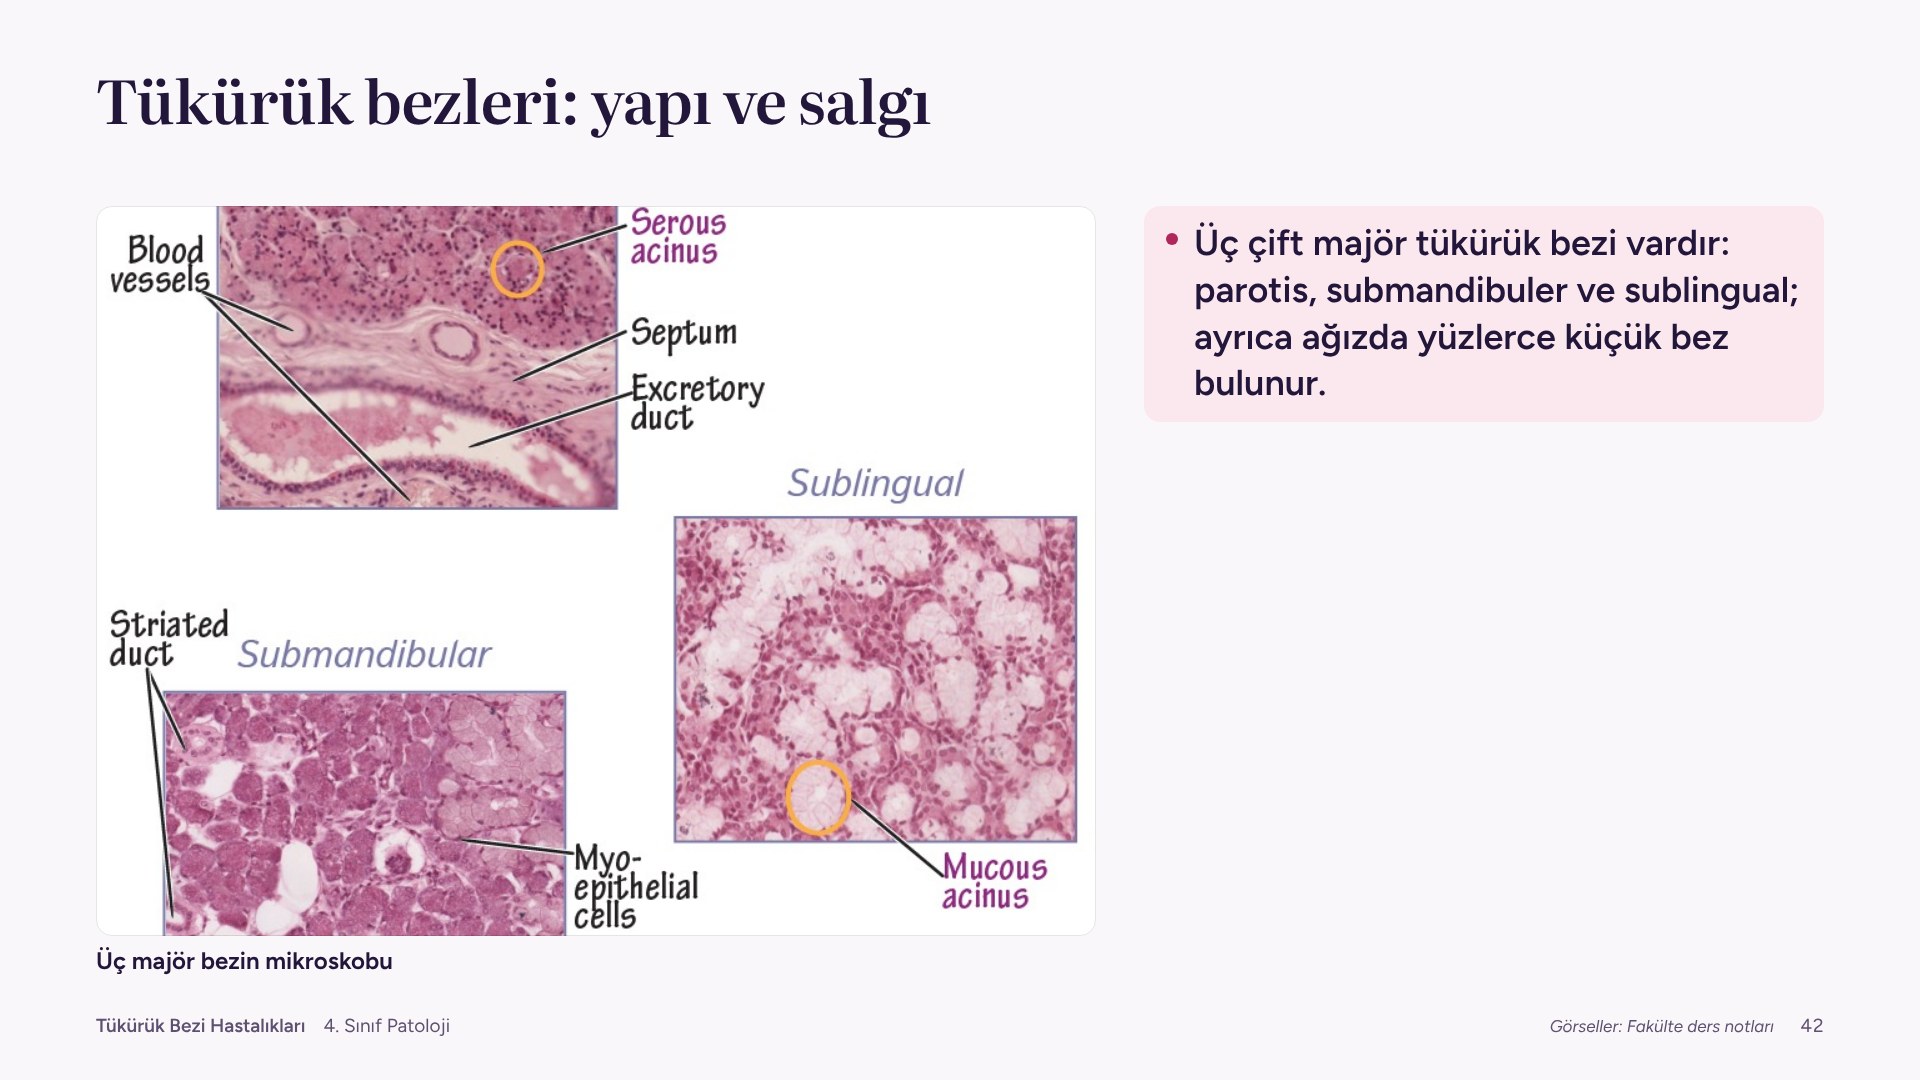 Tükürük bezleri: yapı ve salgı
Blood
vessels
Serous
acinus
Septum
Excretory
duct
Sublingual
Striated
duct
Submandibular
Myo-
epithelial
cells
Mucous
acinus
Üç majör bezin mikroskobu
• Üç çift majör tükürük bezi vardır:
parotis, submandibuler ve sublingual;
ayrıca ağızda yüzlerce küçük bez
bulunur.
Tükürük Bezi Hastalıkları 4. Sınıf Patoloji
Görseller: Fakülte ders notları 42